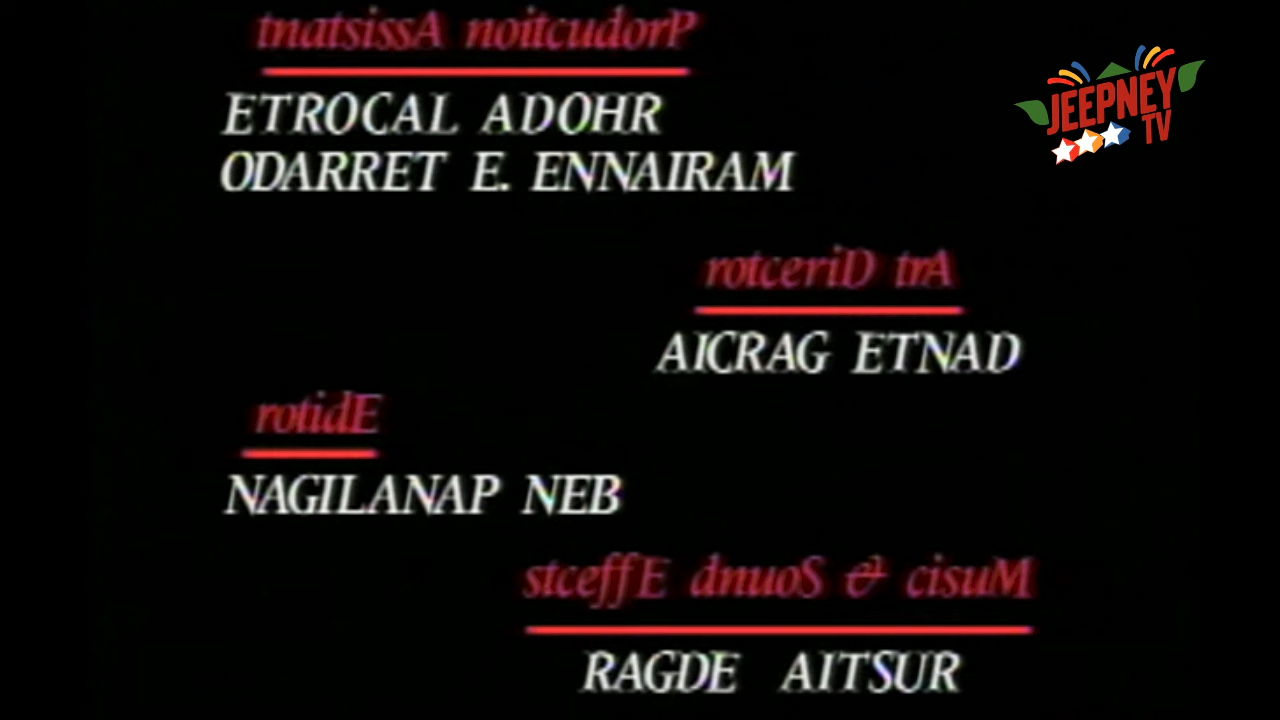 tnatsissA noitcudorP
ETROCAL ADOHR
ODARRET E. ENNAIRAM
JEEPNEY
TV
rotceriD trA
AICRAG ETNAD
rotidE
NAGILANAP NEB
stceffE dnuoS & cisuM
RAGDE AITSUR